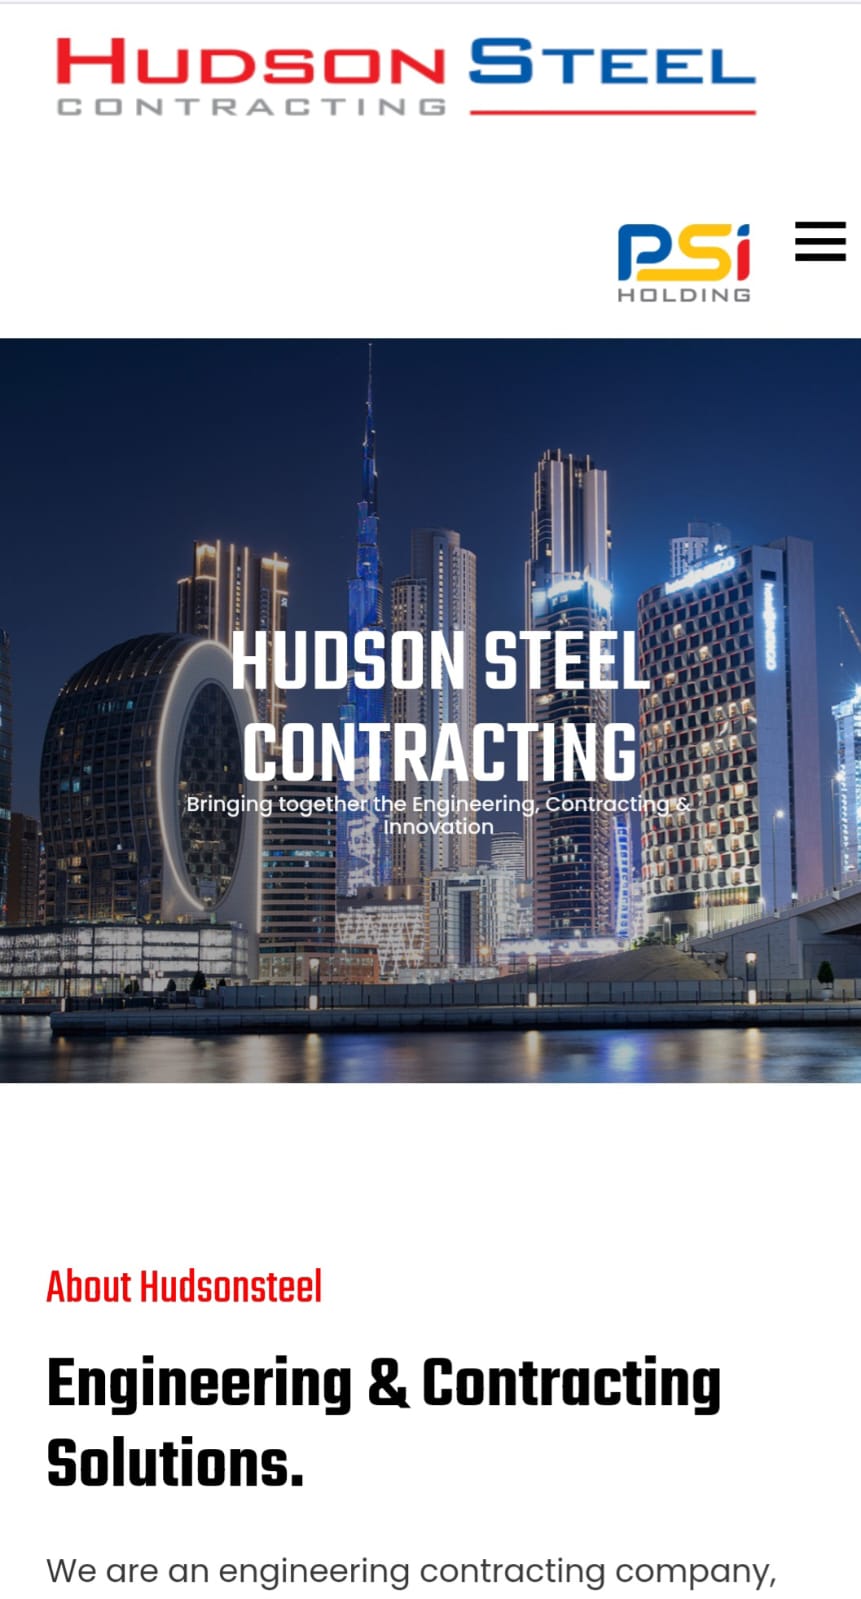 HUDSON STEEL
CONTRACTING
PSi
HOLDING
HUDSON STEEL
CONTRACTING
Bringing together the Engineering, Contracting &
Innovation
About Hudsonsteel
Engineering & Contracting
Solutions.
We are an engineering contracting company,